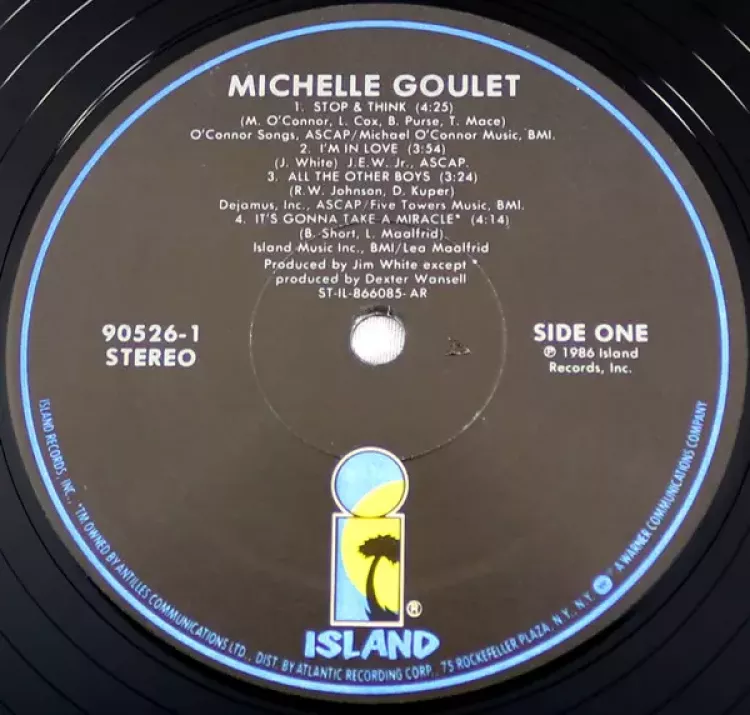 MICHELLE GOULET
1. STOP & THINK (4:25)
(M. O'Connor, L. Cox, B. Purse, T. Mace)
O'Connor Songs, ASCAP/Michael O'Connor Music, BMI.
2. I'M IN LOVE (3:54)
(J. White) J.E.W. Jr., ASCAP.
3. ALL THE OTHER BOYS (3:24)
(R.W. Johnson, D. Kuper)
Dejamus, Inc., ASCAP/Five Towers Music, BMI.
4. IT'S GONNA TAKE A MIRACLE* (4:14)
(B. Short, L. Maalfrid)
Island Music Inc., BMI/Lea Maalfrid
Produced by Jim White except *
produced by Dexter Wansell
ST-IL-866085-AR
90526-1
STEREO
SIDE ONE
℗ 1986 Island
Records, Inc.
®
ISLAND
ISLAND RECORDS, INC., *TM OWNED BY ANTILLES COMMUNICATIONS LTD., DIST. BY ATLANTIC RECORDING CORP., 75 ROCKEFELLER PLAZA, N.Y., N.Y. A WARNER COMMUNICATIONS COMPANY